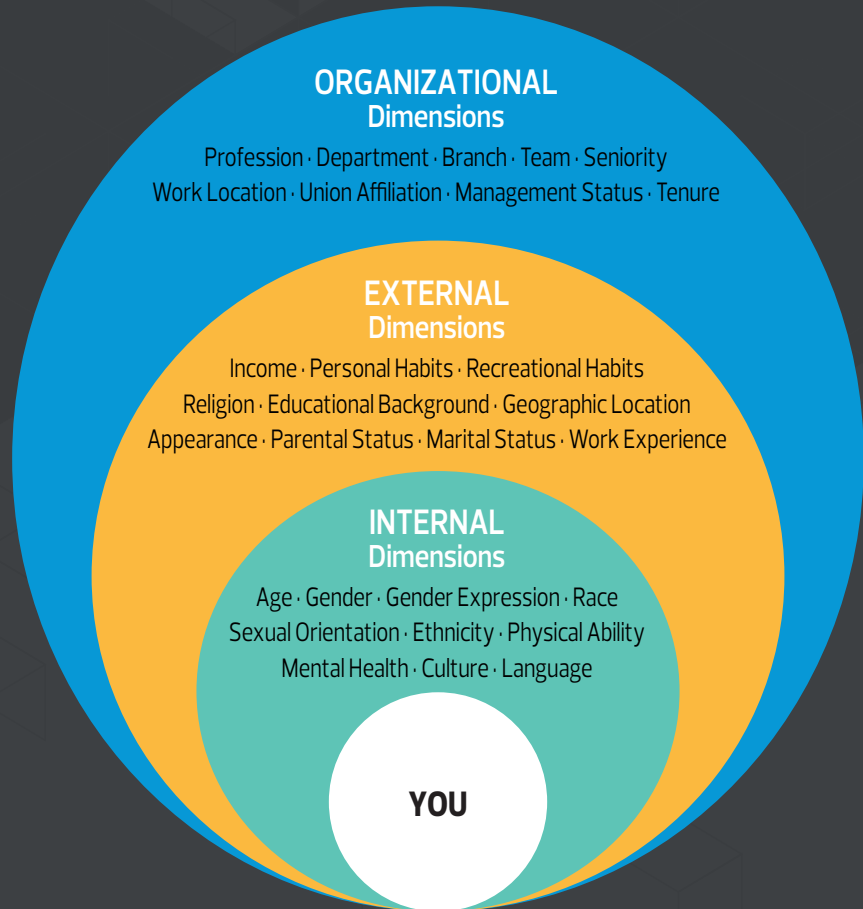 ORGANIZATIONAL
Dimensions
Profession · Department · Branch · Team · Seniority
Work Location · Union Affiliation · Management Status · Tenure
EXTERNAL
Dimensions
Income · Personal Habits · Recreational Habits
Religion · Educational Background · Geographic Location
Appearance · Parental Status · Marital Status · Work Experience
INTERNAL
Dimensions
Age · Gender · Gender Expression · Race
Sexual Orientation · Ethnicity · Physical Ability
Mental Health · Culture · Language
YOU